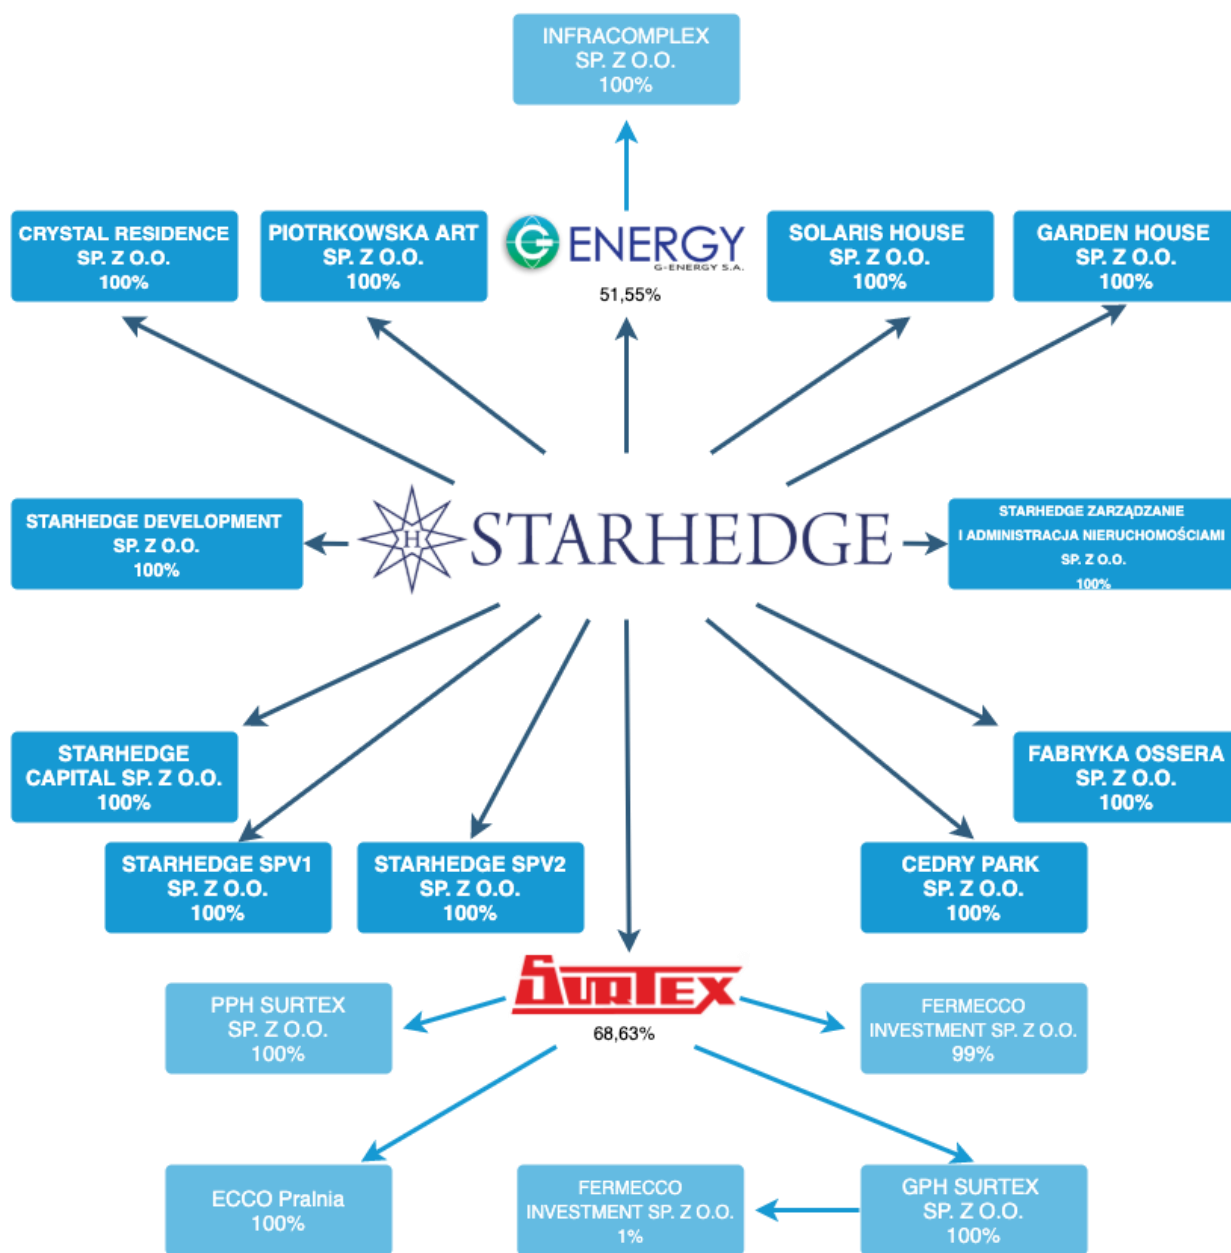 INFRACOMPLEX
SP. Z O.O.
100%
CRYSTAL RESIDENCE
SP. Z O.O.
100%
PIOTRKOWSKA ART
SP. Z O.O.
100%
G ENERGY
G-ENERGY S.A.
51,55%
SOLARIS HOUSE
SP. Z O.O.
100%
GARDEN HOUSE
SP. Z O.O.
100%
STARHEDGE DEVELOPMENT
SP. Z O.O.
100%
H STARHEDGE
STARHEDGE ZARZĄDZANIE
I ADMINISTRACJA NIERUCHOMOŚCIAMI
SP. Z O.O.
100%
STARHEDGE
CAPITAL SP. Z O.O.
100%
FABRYKA OSSERA
SP. Z O.O.
100%
STARHEDGE SPV1
SP. Z O.O.
100%
STARHEDGE SPV2
SP. Z O.O.
100%
CEDRY PARK
SP. Z O.O.
100%
SURTEX
68,63%
PPH SURTEX
SP. Z O.O.
100%
FERMECCO
INVESTMENT SP. Z O.O.
99%
ECCO Pralnia
100%
FERMECCO
INVESTMENT SP. Z O.O.
1%
GPH SURTEX
SP. Z O.O.
100%